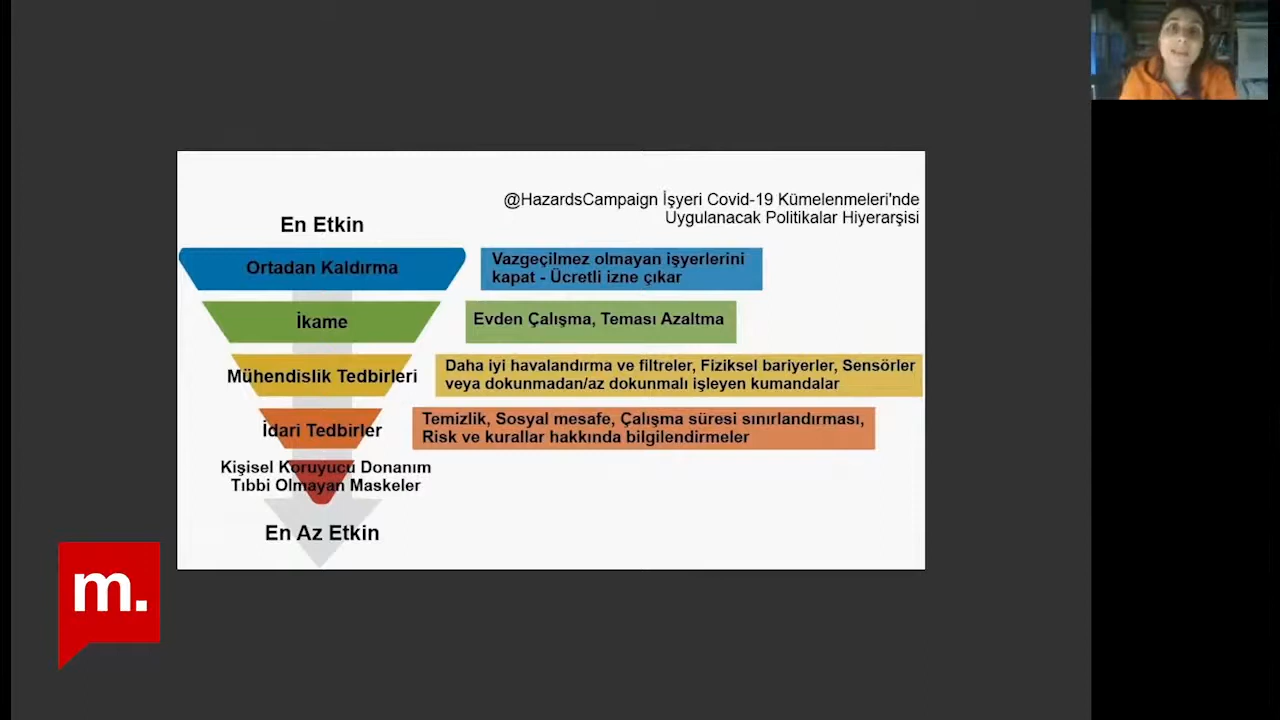 @HazardsCampaign İşyeri Covid-19 Kümelenmeleri'nde
Uygulanacak Politikalar Hiyerarşisi
En Etkin
Ortadan Kaldırma
Vazgeçilmez olmayan işyerlerini
kapat - Ücretli izne çıkar
İkame
Evden Çalışma, Teması Azaltma
Mühendislik Tedbirleri
Daha iyi havalandırma ve filtreler, Fiziksel bariyerler, Sensörler
veya dokunmadan/az dokunmalı işleyen kumandalar
İdari Tedbirler
Temizlik, Sosyal mesafe, Çalışma süresi sınırlandırması,
Risk ve kurallar hakkında bilgilendirmeler
Kişisel Koruyucu Donanım
Tıbbi Olmayan Maskeler
En Az Etkin
m.